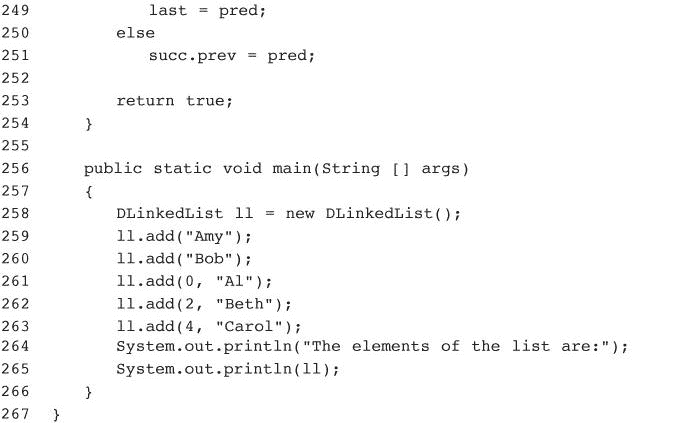 249            last = pred;
250         else
251            succ.prev = pred;
252
253         return true;
254      }
255
256      public static void main(String [] args)
257      {
258         DLinkedList ll = new DLinkedList();
259         ll.add("Amy");
260         ll.add("Bob");
261         ll.add(0, "Al");
262         ll.add(2, "Beth");
263         ll.add(4, "Carol");
264         System.out.println("The elements of the list are:");
265         System.out.println(ll);
266      }
267   }